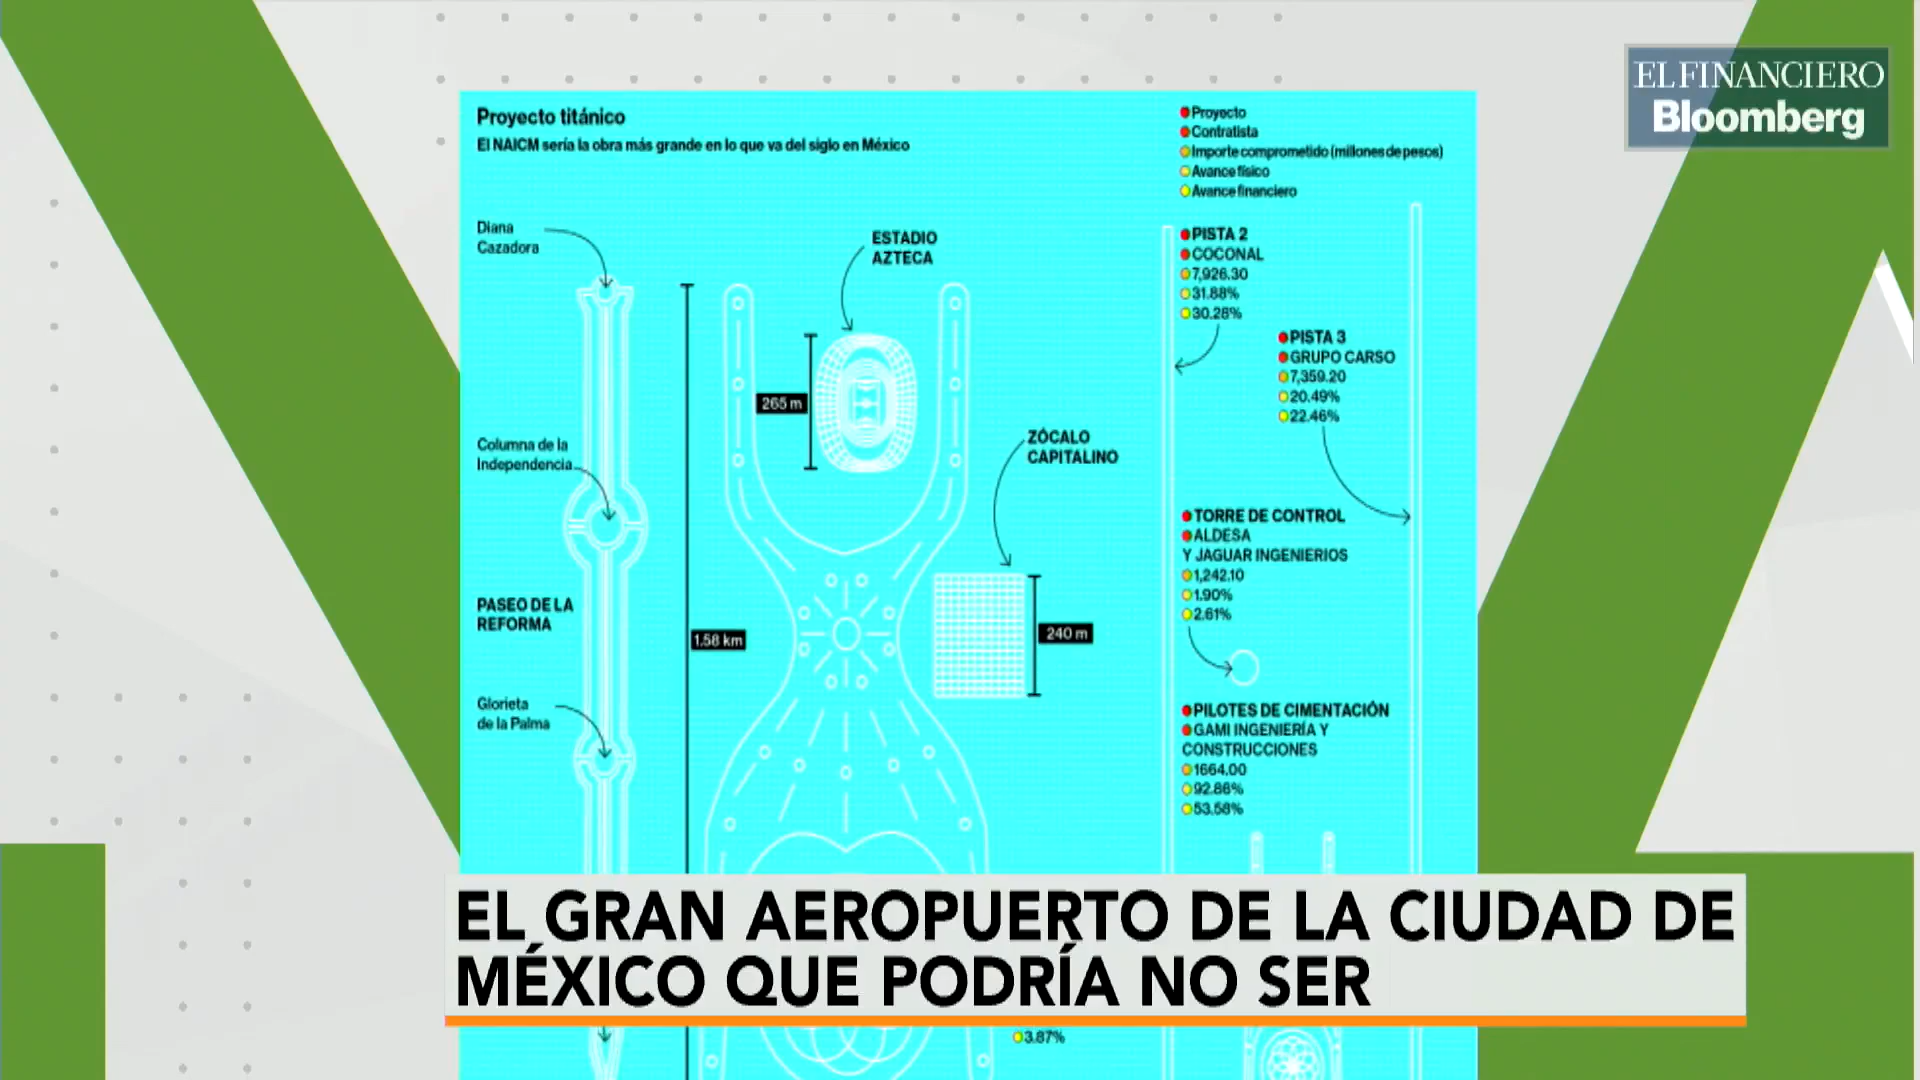 EL FINANCIERO
Bloomberg
Proyecto titánico
El NAICM sería la obra más grande en lo que va del siglo en México
Proyecto
Contratista
Importe comprometido (millones de pesos)
Avance físico
Avance financiero
Diana
Cazadora
ESTADIO
AZTECA
PISTA 2
COCONAL
7,926.30
31.88%
30.28%
PISTA 3
GRUPO CARSO
7,359.20
20.49%
22.46%
265 m
Columna de la
Independencia
ZÓCALO
CAPITALINO
TORRE DE CONTROL
ALDESA
Y JAGUAR INGENIERIOS
1,242.10
1.90%
2.61%
PASEO DE LA
REFORMA
1.58 km
240 m
Glorieta
de la Palma
PILOTES DE CIMENTACIÓN
GAMI INGENIERÍA Y
CONSTRUCCIONES
1664.00
92.86%
53.58%
EL GRAN AEROPUERTO DE LA CIUDAD DE
MÉXICO QUE PODRÍA NO SER
3.87%